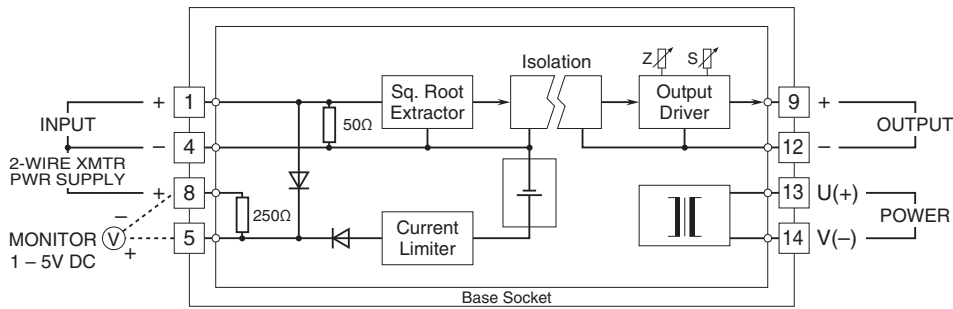 INPUT
2-WIRE XMTR
PWR SUPPLY
MONITOR
1 – 5V DC
V
+
–
+
–
+
1
4
8
5
50Ω
250Ω
Sq. Root
Extractor
Isolation
Z
S
Output
Driver
Current
Limiter
Base Socket
9
12
13
14
+
–
U(+)
V(–)
OUTPUT
POWER